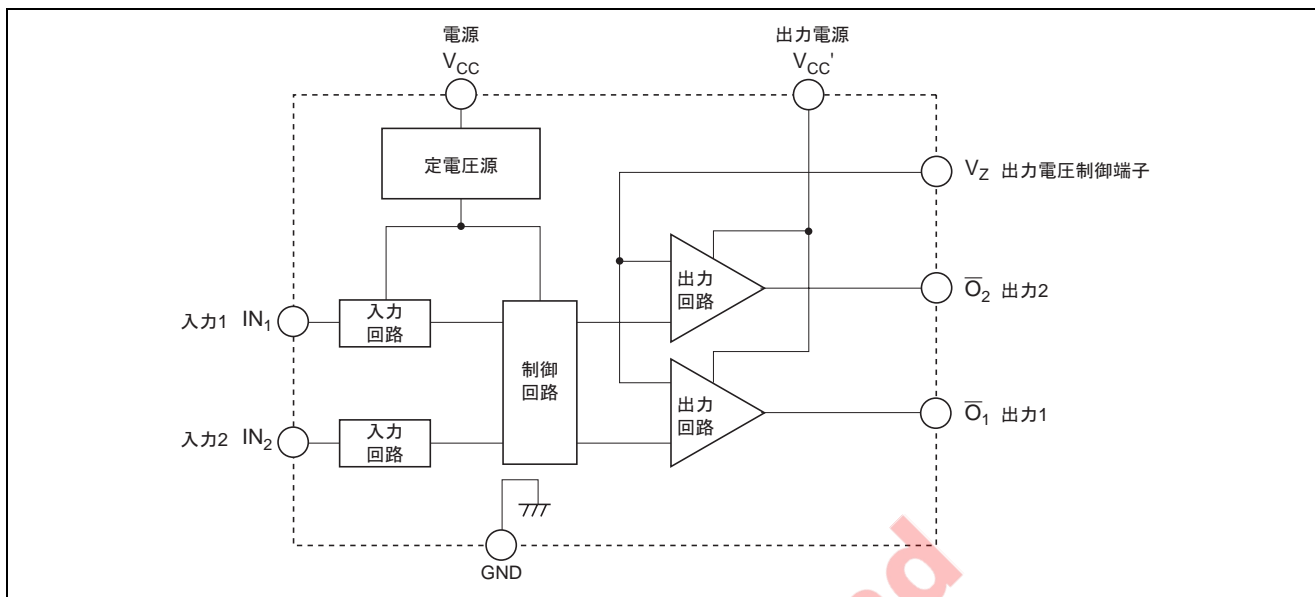 電源
VCC
出力電源
VCC'
定電圧源
VZ 出力電圧制御端子
出力
回路
O̅2 出力2
入力1 IN1
入力
回路
制御
回路
出力
回路
O̅1 出力1
入力2 IN2
入力
回路
GND